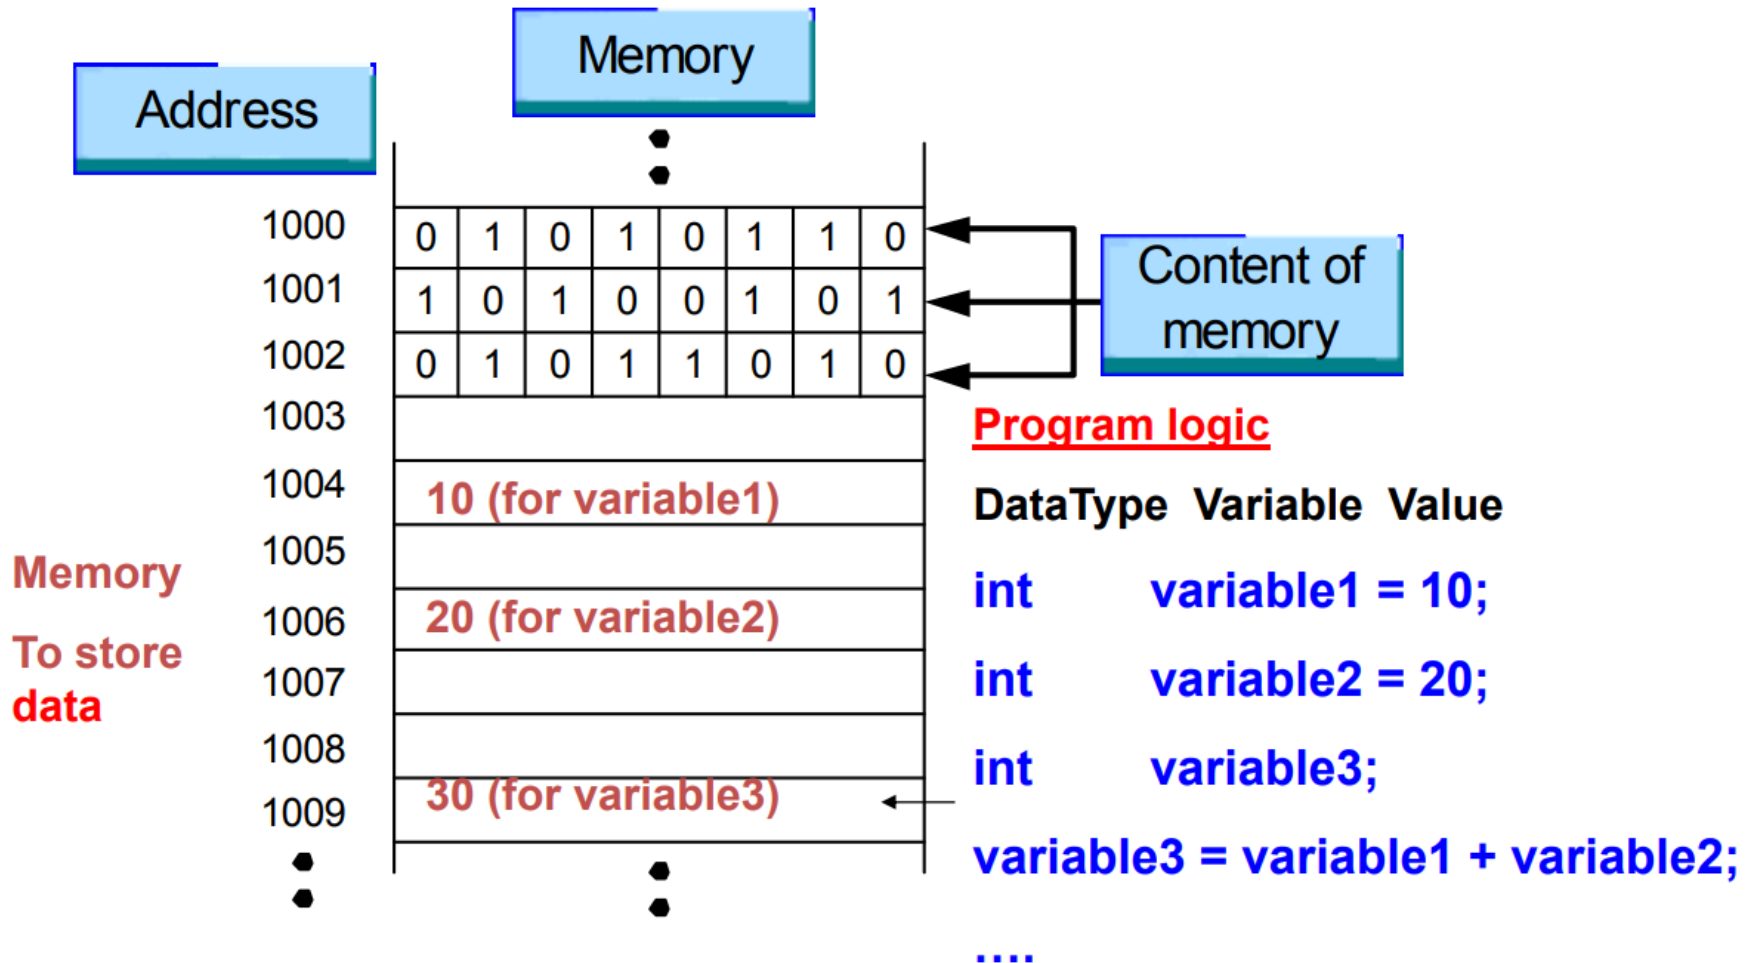 Memory
Address
1000 0 1 0 1 0 1 1 0
1001 1 0 1 0 0 1 0 1
1002 0 1 0 1 1 0 1 0
Content of
memory
1003
1004 10 (for variable1)
1005
1006 20 (for variable2)
1007
1008
1009 30 (for variable3)
Memory
To store
data
Program logic
DataType Variable Value
int variable1 = 10;
int variable2 = 20;
int variable3;
variable3 = variable1 + variable2;
....